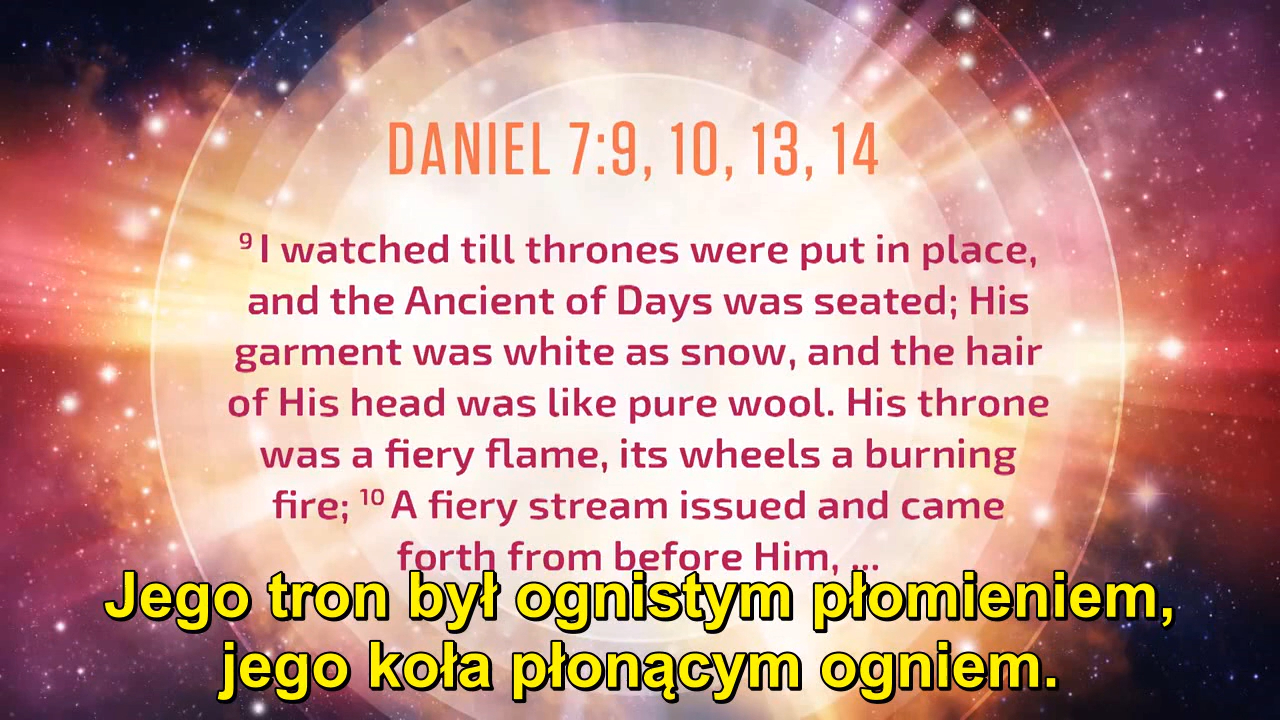 DANIEL 7:9, 10, 13, 14
⁹ I watched till thrones were put in place,
and the Ancient of Days was seated; His
garment was white as snow, and the hair
of His head was like pure wool. His throne
was a fiery flame, its wheels a burning
fire; ¹⁰ A fiery stream issued and came
forth from before Him, ...
Jego tron był ognistym płomieniem,
jego koła płonącym ogniem.